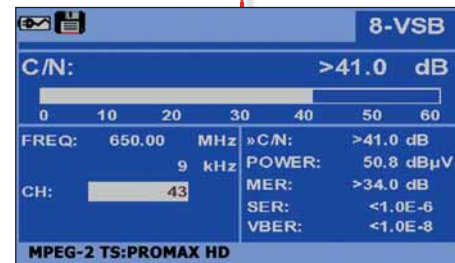 8-VSB
C/N: >41.0 dB
0 10 20 30 40 50 60
FREQ: 650.00 MHz
9 kHz
CH: 43
»C/N: >41.0 dB
POWER: 50.8 dBµV
MER: >34.0 dB
SER: <1.0E-6
VBER: <1.0E-8
MPEG-2 TS:PROMAX HD